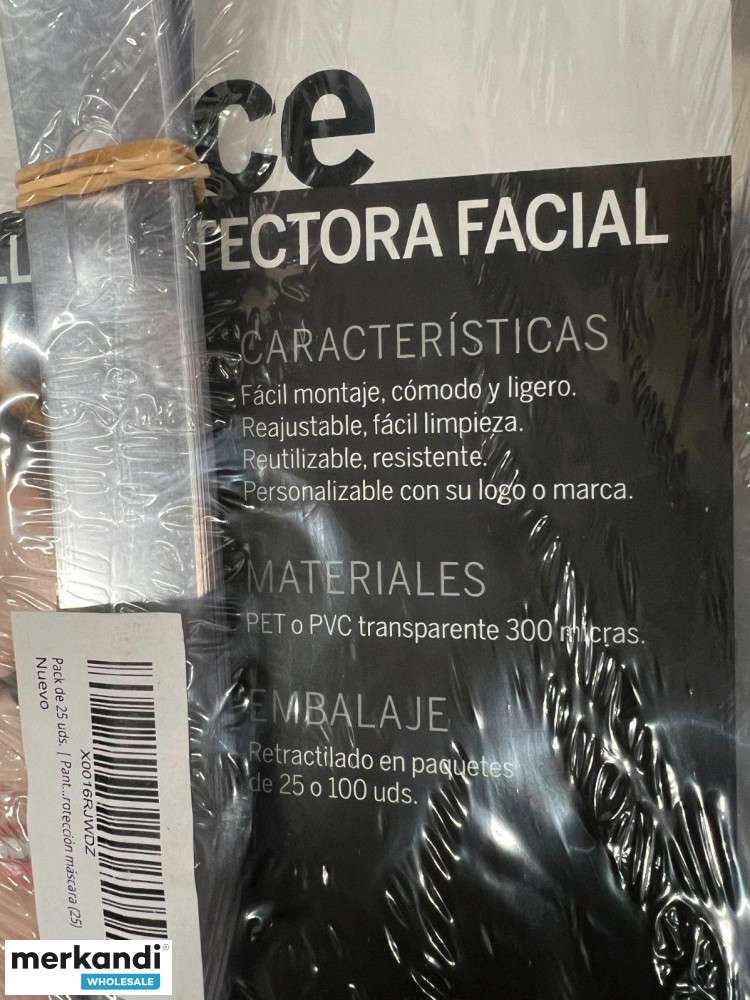 ce
TECTORA FACIAL
CARACTERÍSTICAS
Fácil montaje, cómodo y ligero.
Reajustable, fácil limpieza.
Reutilizable, resistente.
Personalizable con su logo o marca.
MATERIALES
PET o PVC transparente 300 micras.
EMBALAJE
Retractilado en paquetes
de 25 o 100 uds.
X0016RJWDZ
Pack de 25 uds. | Pant...rotección máscara (25)
Nuevo
merkandi®
WHOLESALE